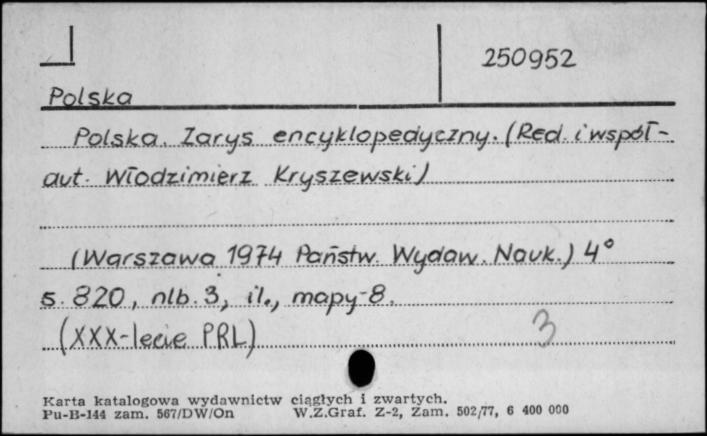 250952
Polska
Polska. Zarys encyklopedyczny. (Red. i współ-
aut. Włodzimierz Kryszewski)
(Warszawa 1974 Państw. Wydaw. Nauk.) 4°
s. 820, nlb. 3, il., mapy 8.
(XXX-lecie PRL) 3
Karta katalogowa wydawnictw ciągłych i zwartych.
Pu-B-144 zam. 567/DW/On W.Z.Graf. Z-2, Zam. 502/77, 6 400 000